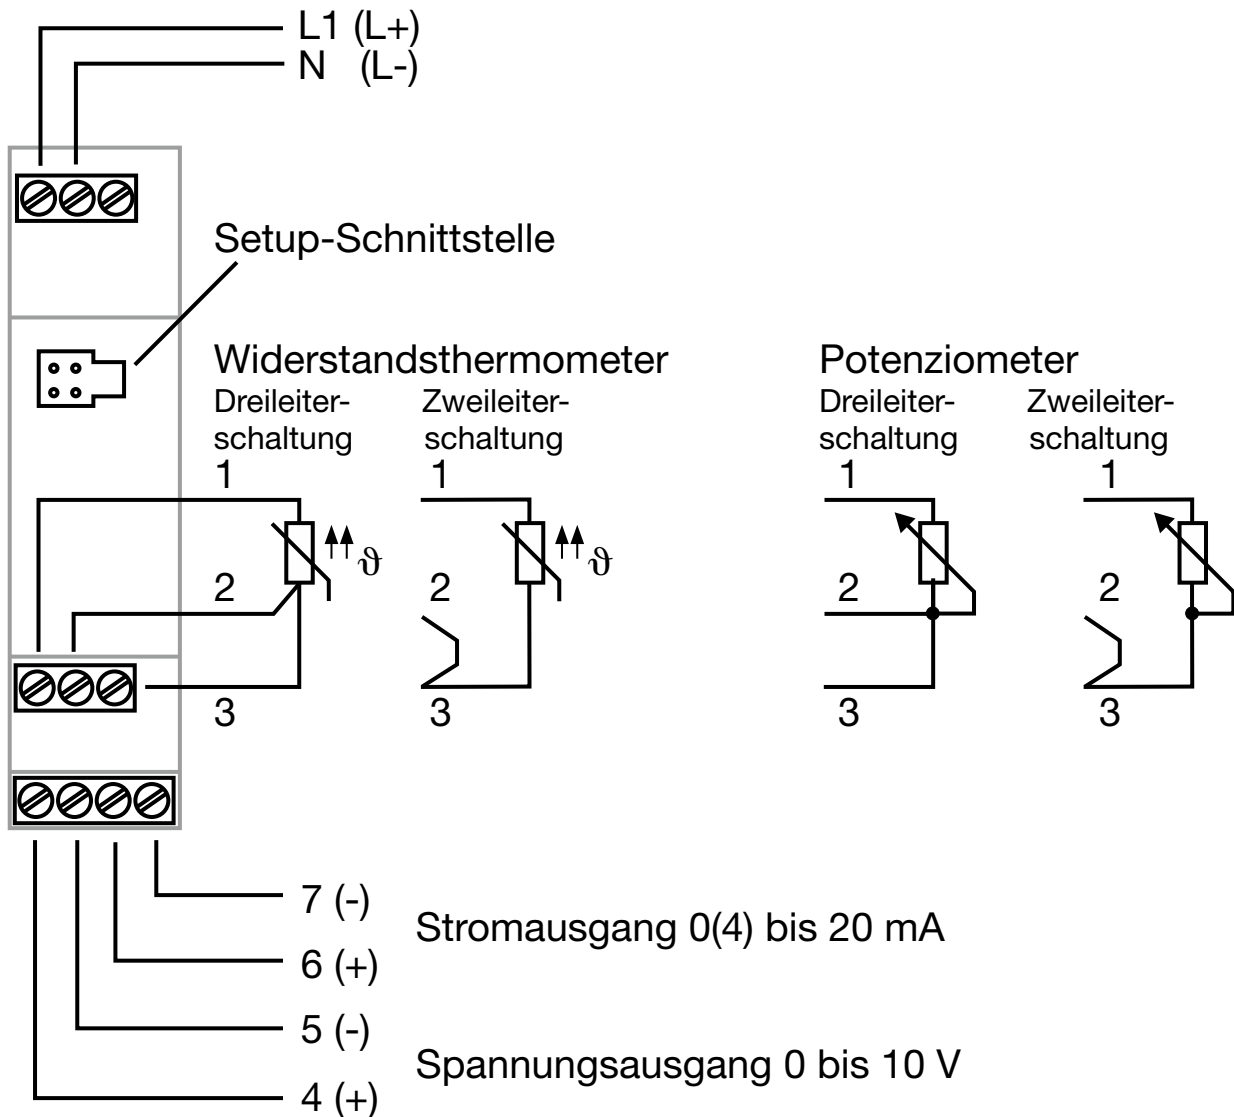 L1 (L+)
N (L-)
Setup-Schnittstelle
Widerstandsthermometer
Dreileiter-
schaltung
1
2
3
ϑ
Zweileiter-
schaltung
1
2
3
ϑ
Potenziometer
Dreileiter-
schaltung
1
2
3
Zweileiter-
schaltung
1
2
3
7 (-)
6 (+)
Stromausgang 0(4) bis 20 mA
5 (-)
4 (+)
Spannungsausgang 0 bis 10 V